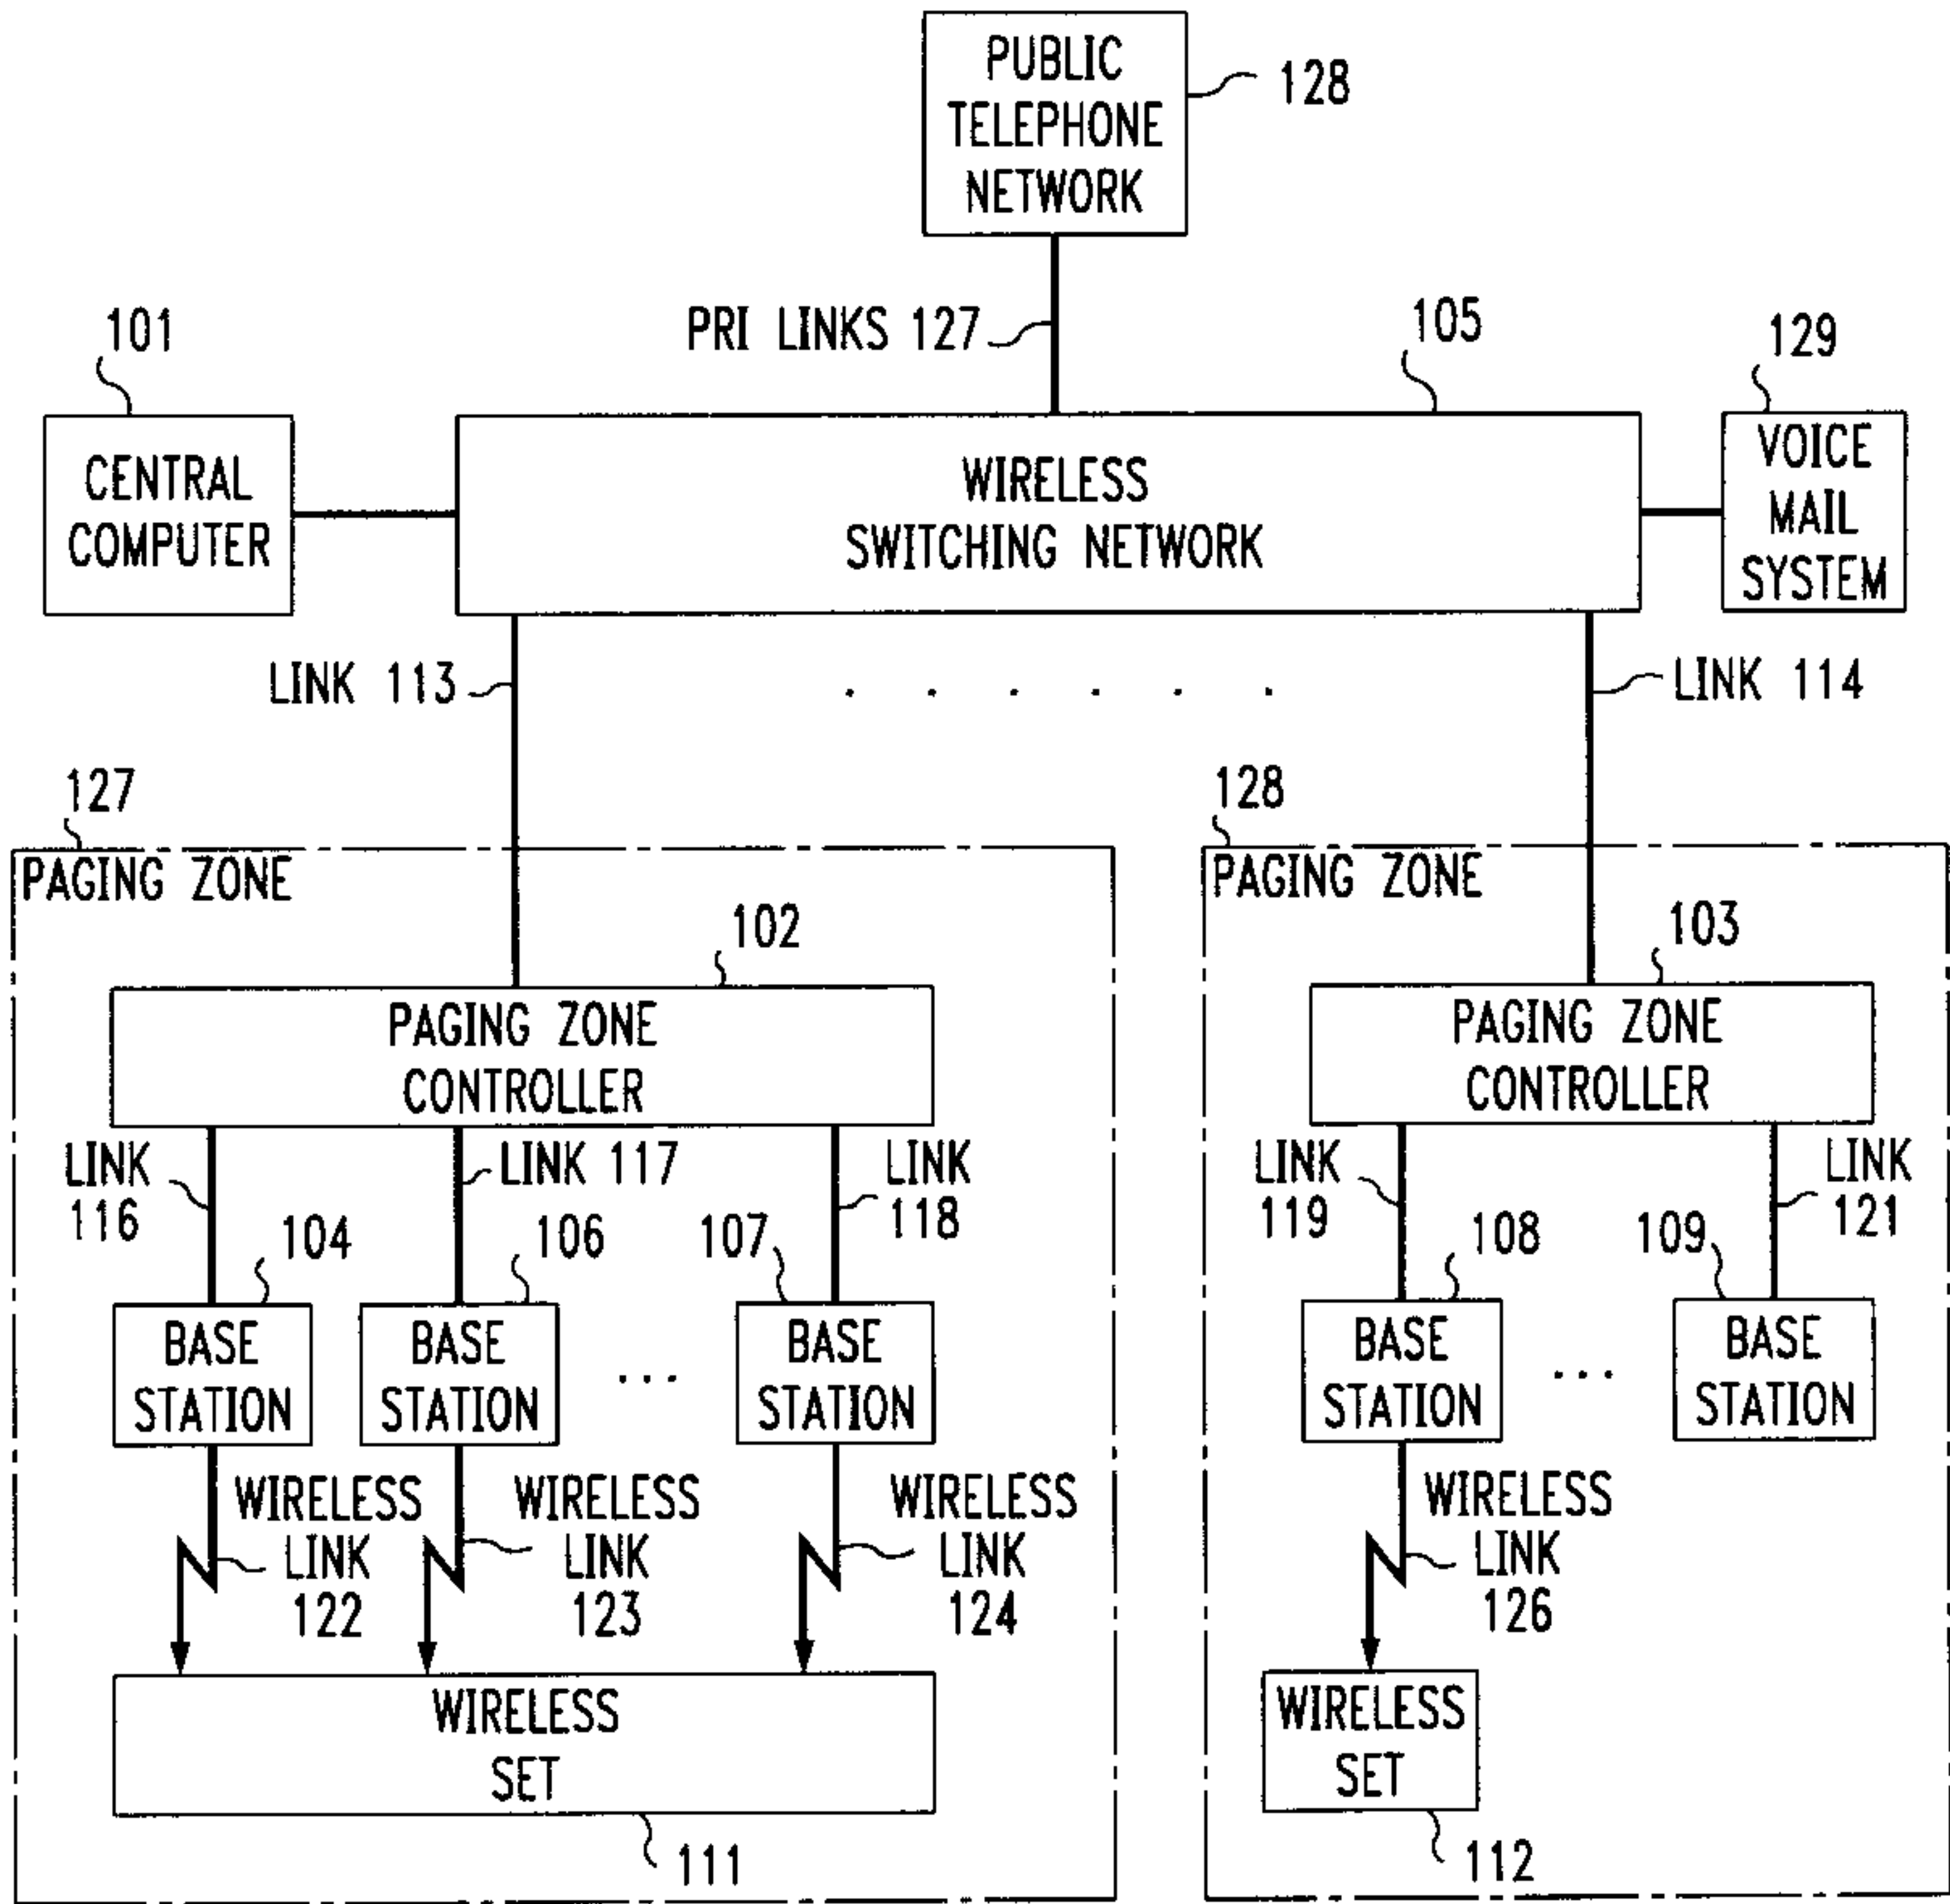 PUBLIC
TELEPHONE
NETWORK
128
PRI LINKS 127
101
105
129
CENTRAL
COMPUTER
WIRELESS
SWITCHING NETWORK
VOICE
MAIL
SYSTEM
LINK 113
. . . . . .
LINK 114
127
PAGING ZONE
128
PAGING ZONE
102
PAGING ZONE
CONTROLLER
103
PAGING ZONE
CONTROLLER
LINK
116
LINK 117
LINK
118
LINK
119
LINK
121
104
106
107
108
109
BASE
STATION
BASE
STATION
...
BASE
STATION
BASE
STATION
...
BASE
STATION
WIRELESS
LINK
122
WIRELESS
LINK
123
WIRELESS
LINK
124
WIRELESS
LINK
126
WIRELESS
SET
111
WIRELESS
SET
112